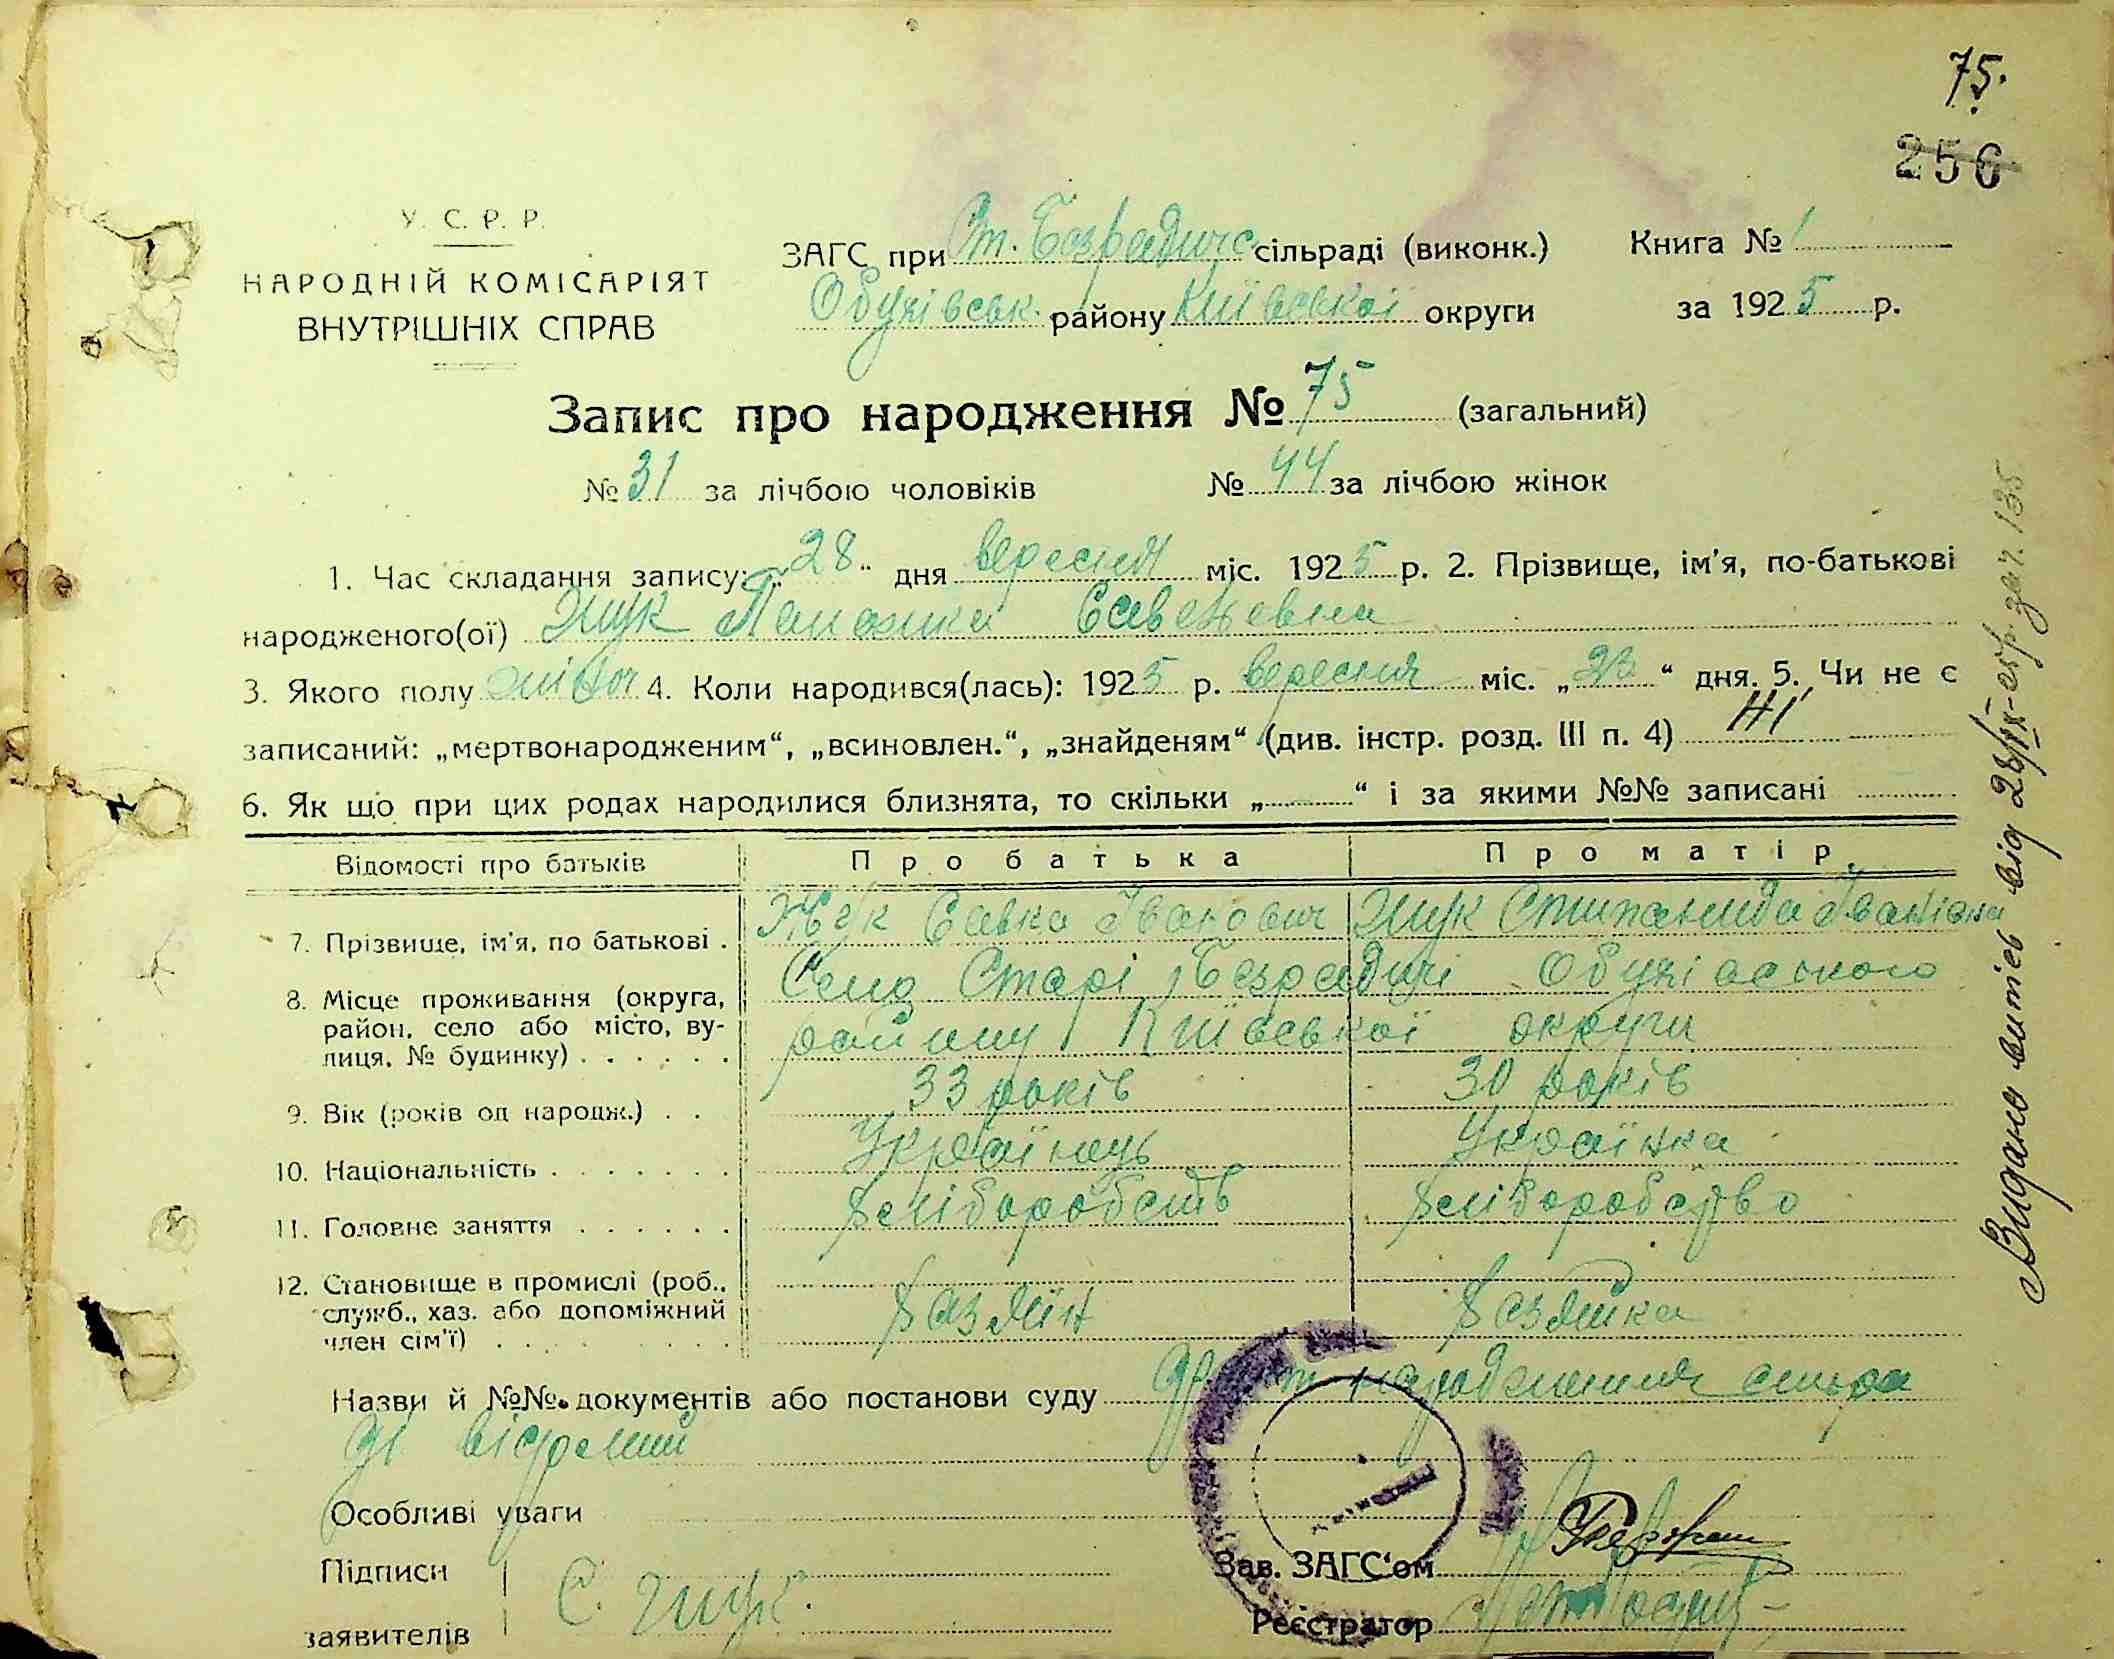 75.
256
У. С. Р. Р.
НАРОДНІЙ КОМІСАРІЯТ
ВНУТРІШНІХ СПРАВ
ЗАГС при Ст. Безрадичс сільраді (виконк.) Книга № 1
Обухівськ. району Київської округи за 1925 р.
Запис про народження № 75 (загальний)
№ 31 за лічбою чоловіків № 44 за лічбою жінок
1. Час складання запису: „28“ дня вересня міс. 1925 р. 2. Прізвище, ім'я, по-батькові
народженого(ої) Жук Палажка Савовна
3. Якого полу жіноч 4. Коли народився(лась): 1925 р. вересня міс. „23“ дня. 5. Чи не є
записаний: „мертвонародженим“, „всиновлен.“, „знайденям“ (див. інстр. розд. III п. 4) Ні
6. Як що при цих родах народилися близнята, то скільки „ “ і за якими №№ записані
Відомості про батьків Про батька Про матір
7. Прізвище, ім'я, по батькові . Жук Савка Іванович Жук Степанида Іванівна
8. Місце проживання (округа, район, село або місто, вулиця, № будинку) . . . . . . Село Старі Безрадичі Обухівського
району Київської округи
9. Вік (років од народж.) . . 33 років 30 років
10. Національність . . . . . . . Українець Українка
11. Головне заняття . . . . . . Хліборобств Хліборобство
12. Становище в промислі (роб., служб., хаз. або допоміжний член сім'ї) . . . . Хазяїн Хазяйка
Назви й №№ документів або постанови суду народження
Особливі уваги
Підписи
заявителів С. Жук.
Зав. ЗАГС'ом
Реєстратор
Видано витяг від 28/IX-